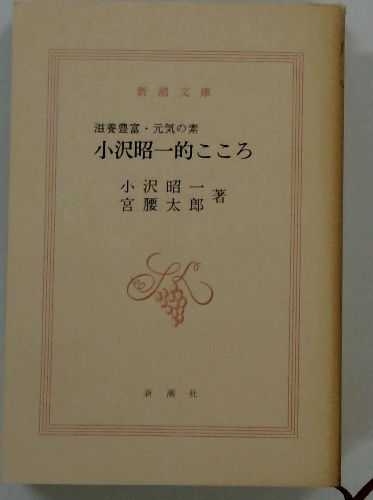 新潮文庫
滋養豊富・元気の素
小沢昭一的こころ
小沢昭一
宮腰太郎
著
新潮社